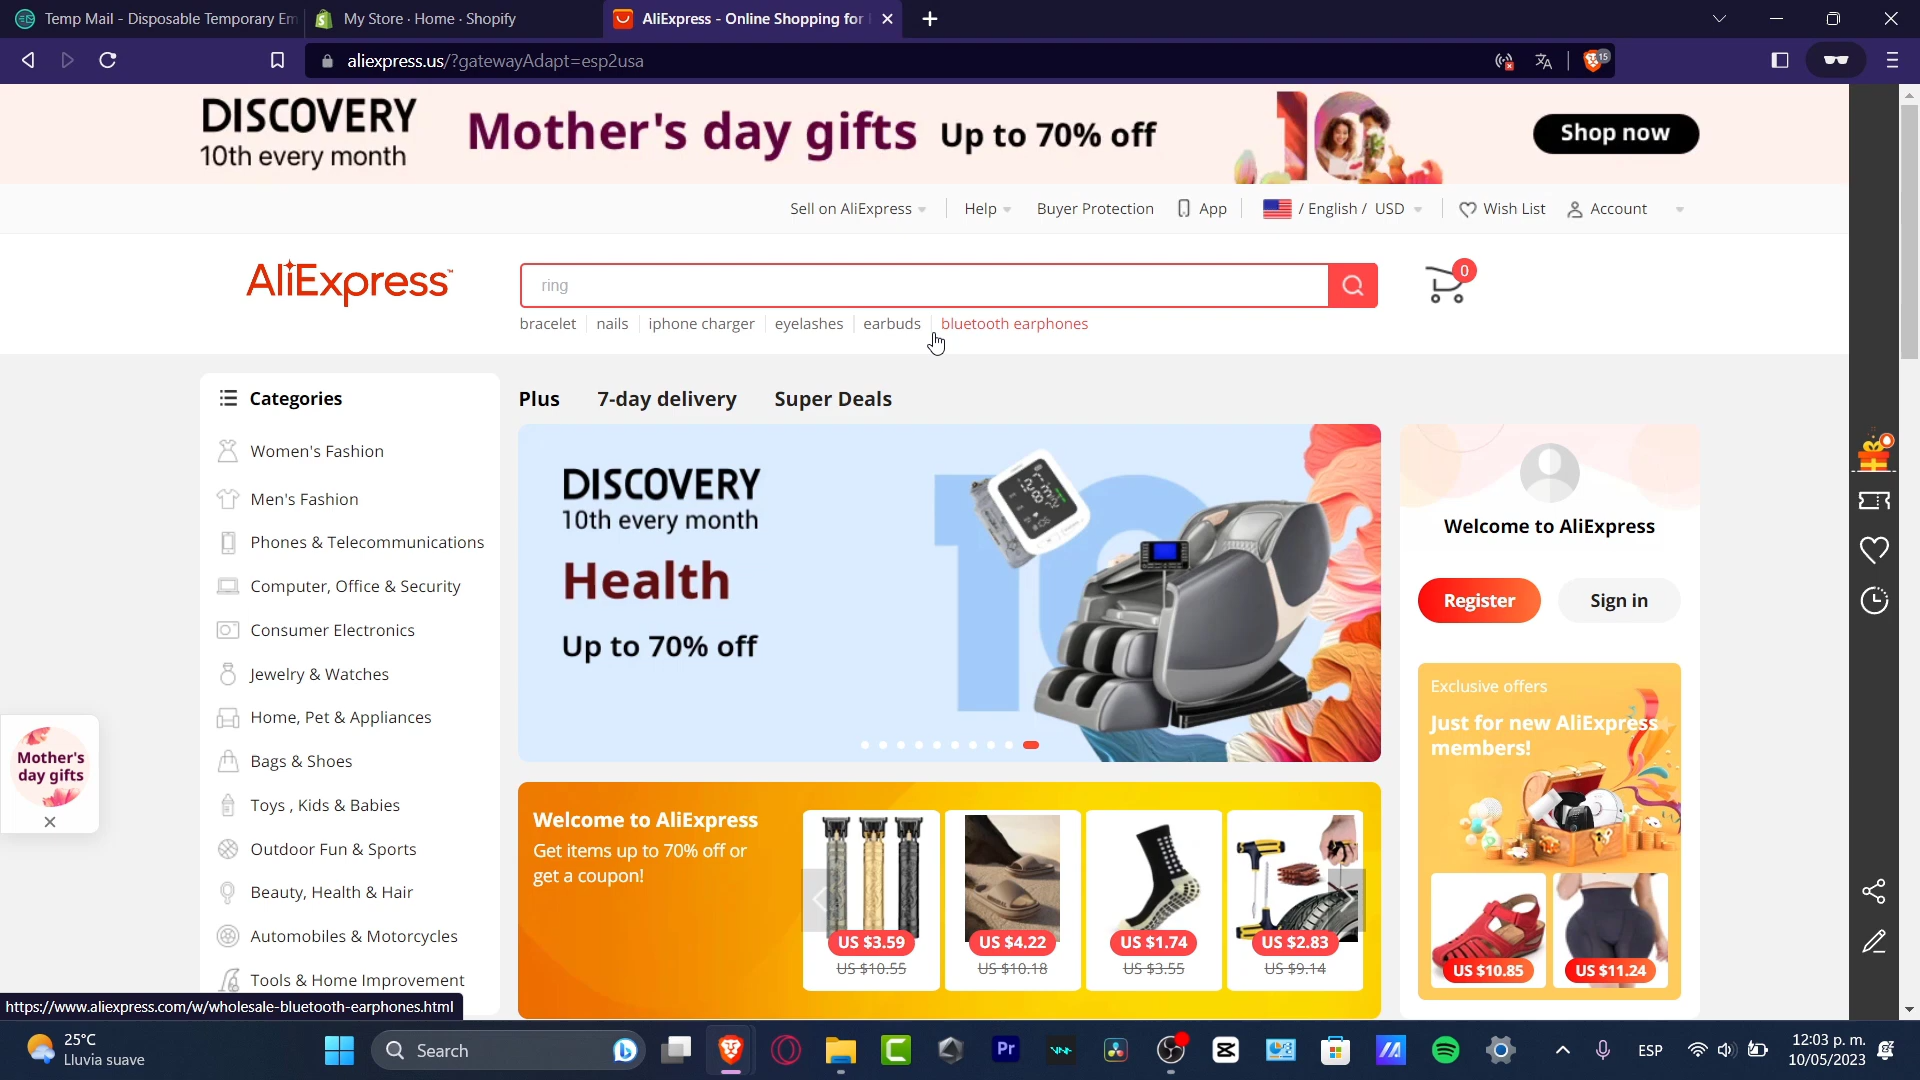 Temp Mail - Disposable Temporary Em
My Store · Home · Shopify
AliExpress - Online Shopping for
aliexpress.us/?gatewayAdapt=esp2usa
15
DISCOVERY
10th every month
Mother's day gifts
Up to 70% off
Shop now
Sell on AliExpress
Help
Buyer Protection
App
/ English / USD
Wish List
Account
AliExpress
ring
0
bracelet
nails
iphone charger
eyelashes
earbuds
bluetooth earphones
Categories
Women's Fashion
Men's Fashion
Phones & Telecommunications
Computer, Office & Security
Consumer Electronics
Jewelry & Watches
Home, Pet & Appliances
Bags & Shoes
Toys , Kids & Babies
Outdoor Fun & Sports
Beauty, Health & Hair
Automobiles & Motorcycles
Tools & Home Improvement
Plus
7-day delivery
Super Deals
DISCOVERY
10th every month
Health
Up to 70% off
Welcome to AliExpress
Register
Sign in
Exclusive offers
Just for new AliExpress
members!
US $10.85
US $11.24
Mother's
day gifts
Welcome to AliExpress
Get items up to 70% off or
get a coupon!
US $3.59
US $10.55
US $4.22
US $10.18
US $1.74
US $3.55
US $2.83
US $9.14
https://www.aliexpress.com/w/wholesale-bluetooth-earphones.html
25°C
Lluvia suave
Search
Pr
ESP
12:03 p. m.
10/05/2023